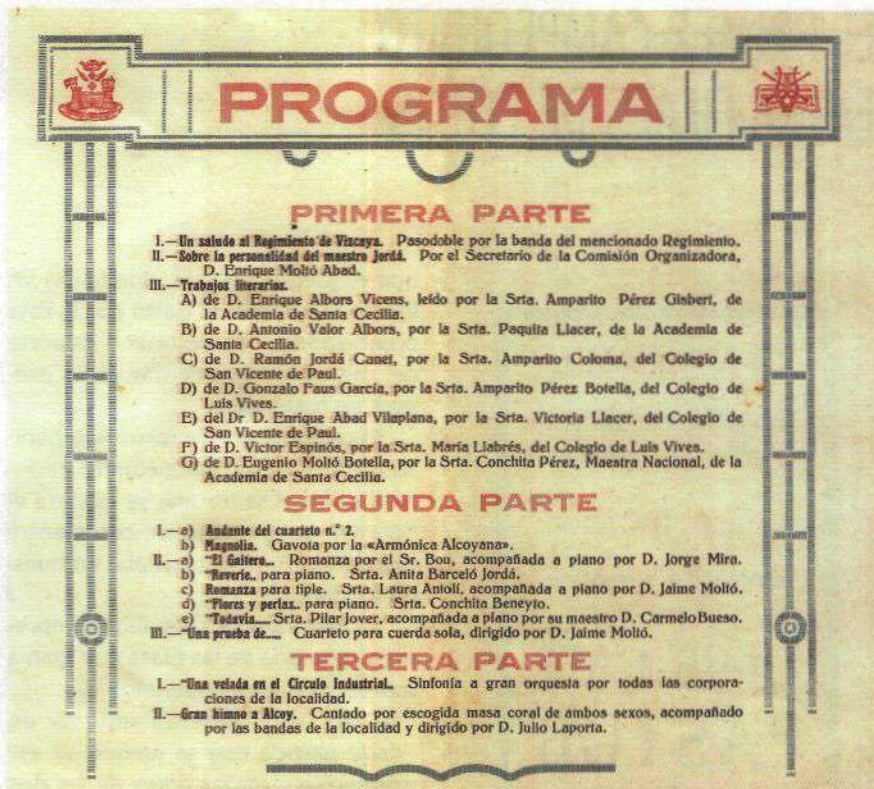 PROGRAMA
PRIMERA PARTE
I.—Un saludo al Regimiento de Vizcaya. Pasodoble por la banda del mencionado Regimiento.
II.—Sobre la personalidad del maestro Jordá. Por el Secretario de la Comisión Organizadora,
D. Enrique Moltó Abad.
III.—Trabajos literarios.
A) de D. Enrique Albors Vicens, leído por la Srta. Amparito Pérez Gisbert, de
la Academia de Santa Cecilia.
B) de D. Antonio Valor Albors, por la Srta. Paquita Llacer, de la Academia de
Santa Cecilia.
C) de D. Ramón Jordá Canet, por la Srta. Amparito Coloma, del Colegio de
San Vicente de Paul.
D) de D. Gonzalo Faus García, por la Srta. Amparito Pérez Botella, del Colegio de
Luis Vives.
E) del Dr D. Enrique Abad Vilaplana, por la Srta. Victoria Llacer, del Colegio de
San Vicente de Paul.
F) de D. Victor Espinós, por la Srta. María Llabrés, del Colegio de Luis Vives.
G) de D. Eugenio Moltó Botella, por la Srta. Conchita Pérez, Maestra Nacional, de la
Academia de Santa Cecilia.
SEGUNDA PARTE
I.—a) Andante del cuarteto n.° 2.
b) Magnolia. Gavota por la «Armónica Alcoyana».
II.—a) "El Gaitero„. Romanza por el Sr. Bou, acompañada a piano por D. Jorge Mira.
b) "Reverie„ para piano. Srta. Anita Barceló Jordá.
c) Romanza para tiple. Srta. Laura Antolí, acompañada a piano por D. Jaime Moltó.
d) "Flores y perlas„ para piano. Srta. Conchita Beneyto.
e) "Todavia...„ Srta. Pilar Jover, acompañada a piano por su maestro D. Carmelo Bueso.
III.—"Una prueba de...„ Cuarteto para cuerda sola, dirigido por D. Jaime Moltó.
TERCERA PARTE
I.—"Una velada en el Circulo Industrial„. Sinfonía a gran orquesta por todas las corpora-
ciones de la localidad.
II.—Gran himno a Alcoy. Cantado por escogida masa coral de ambos sexos, acompañado
por las bandas de la localidad y dirigido por D. Julio Laporta.